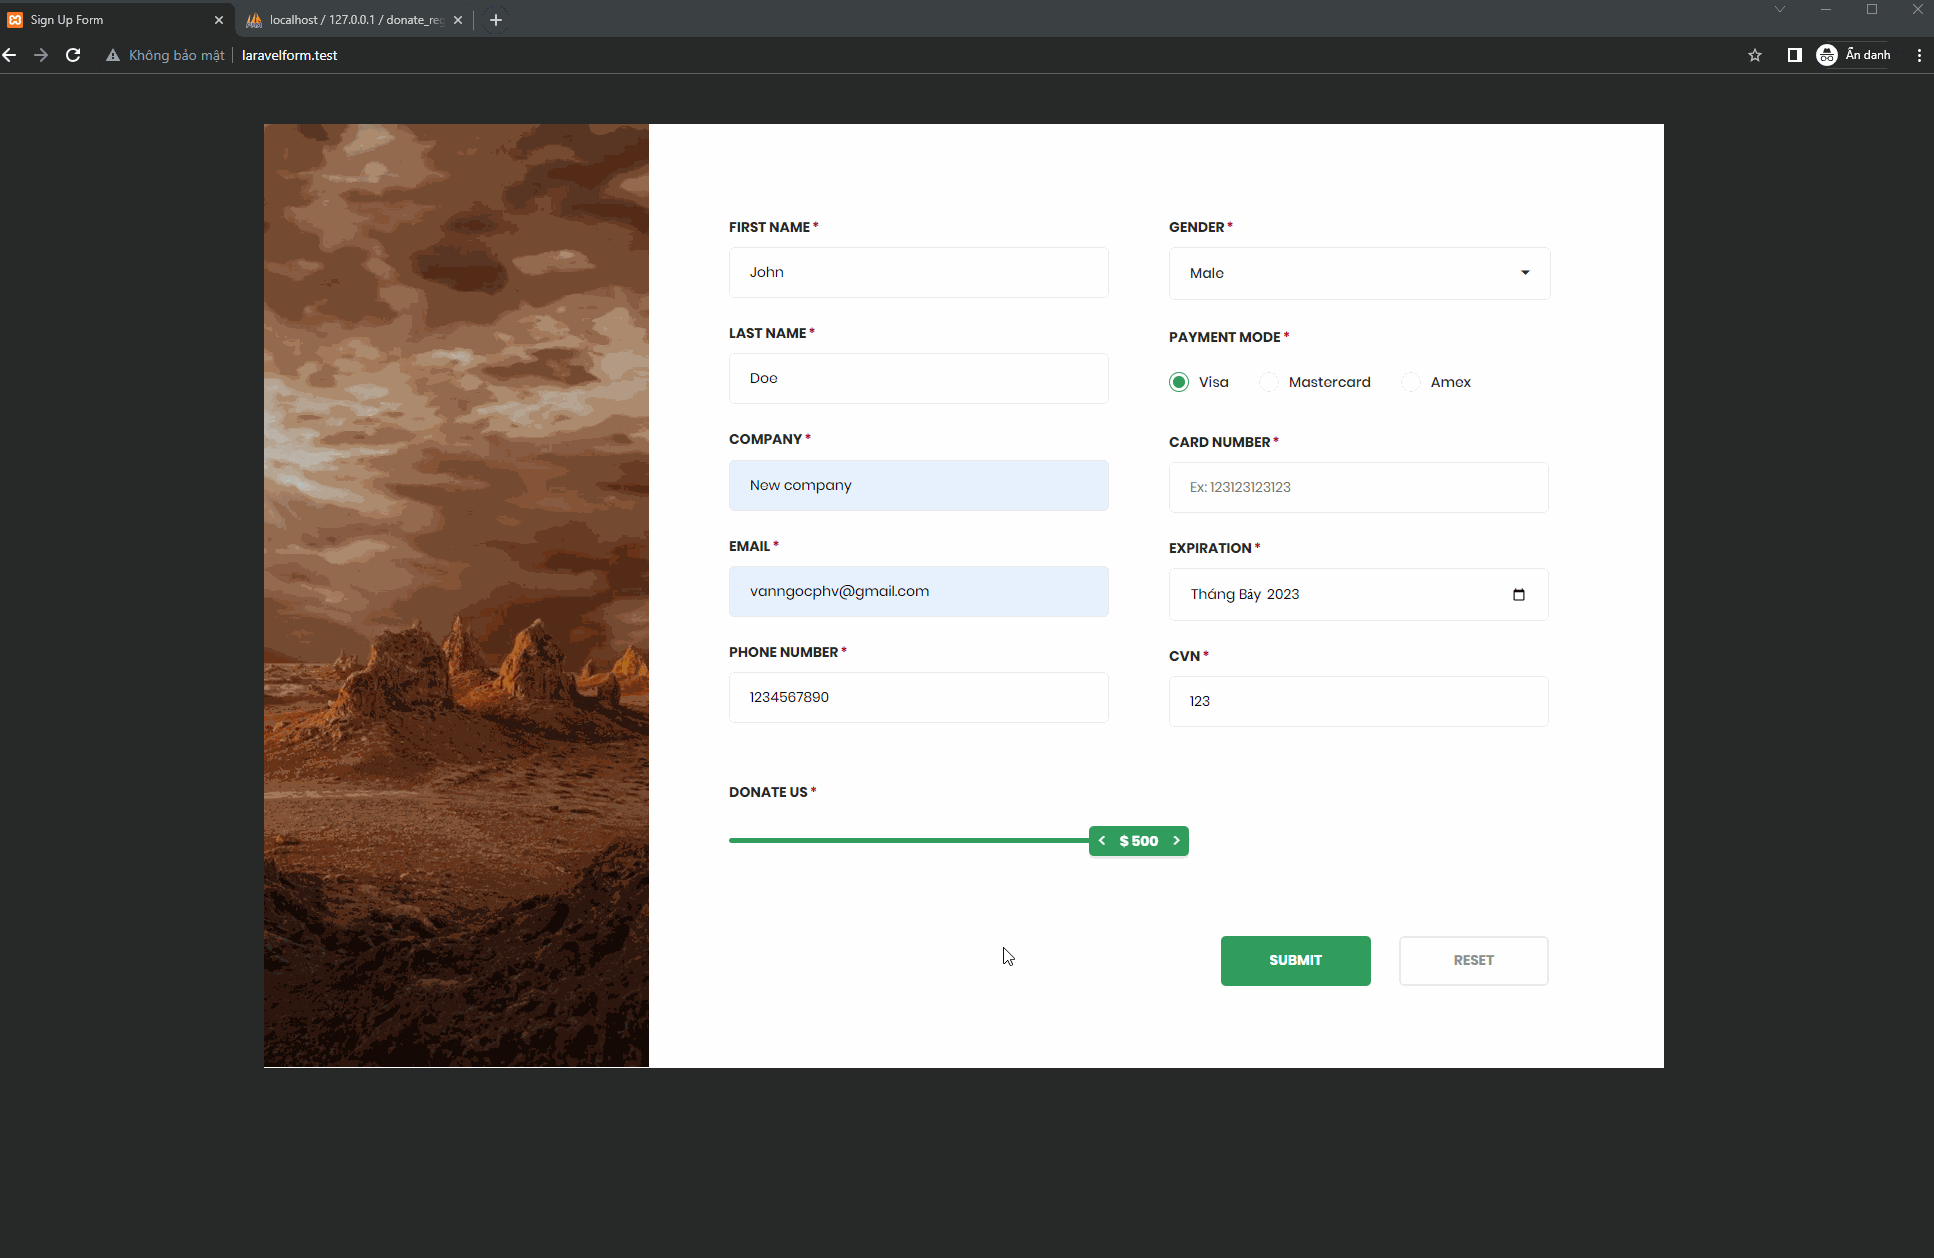 Sign Up Form
localhost / 127.0.0.1 / donate_reg
Không bảo mật
laravelform.test
Ẩn danh
FIRST NAME *
John
LAST NAME *
Doe
COMPANY *
New company
EMAIL *
vanngocphv@gmail.com
PHONE NUMBER *
1234567890
GENDER *
Male
PAYMENT MODE *
Visa
Mastercard
Amex
CARD NUMBER *
Ex: 123123123123
EXPIRATION *
Tháng Bảy 2023
CVN *
123
DONATE US *
$ 500
SUBMIT
RESET